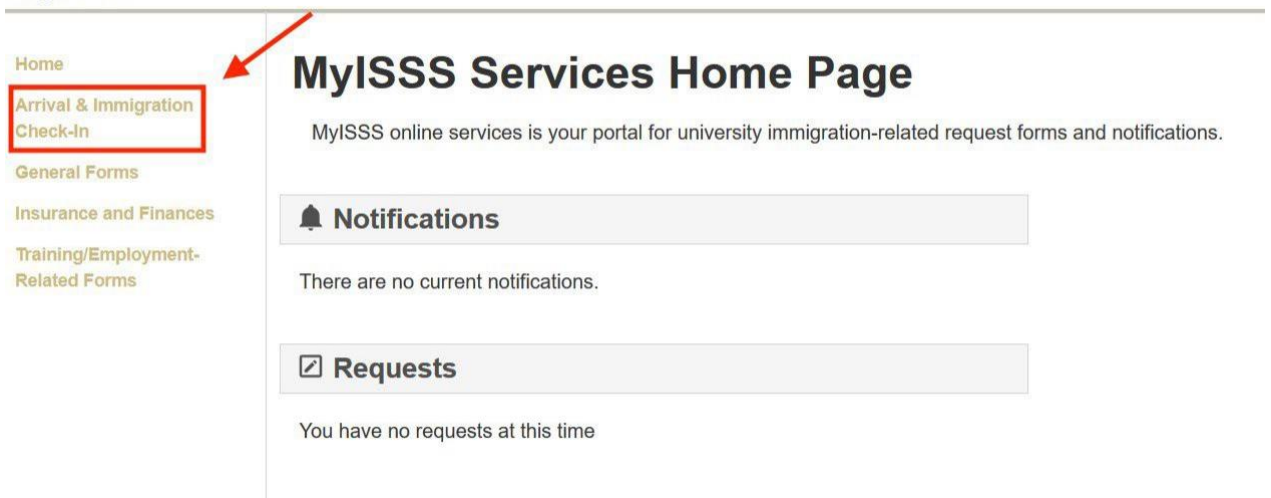 Home
Arrival & Immigration
Check-In
General Forms
Insurance and Finances
Training/Employment-
Related Forms
MyISSS Services Home Page
MyISSS online services is your portal for university immigration-related request forms and notifications.
Notifications
There are no current notifications.
Requests
You have no requests at this time